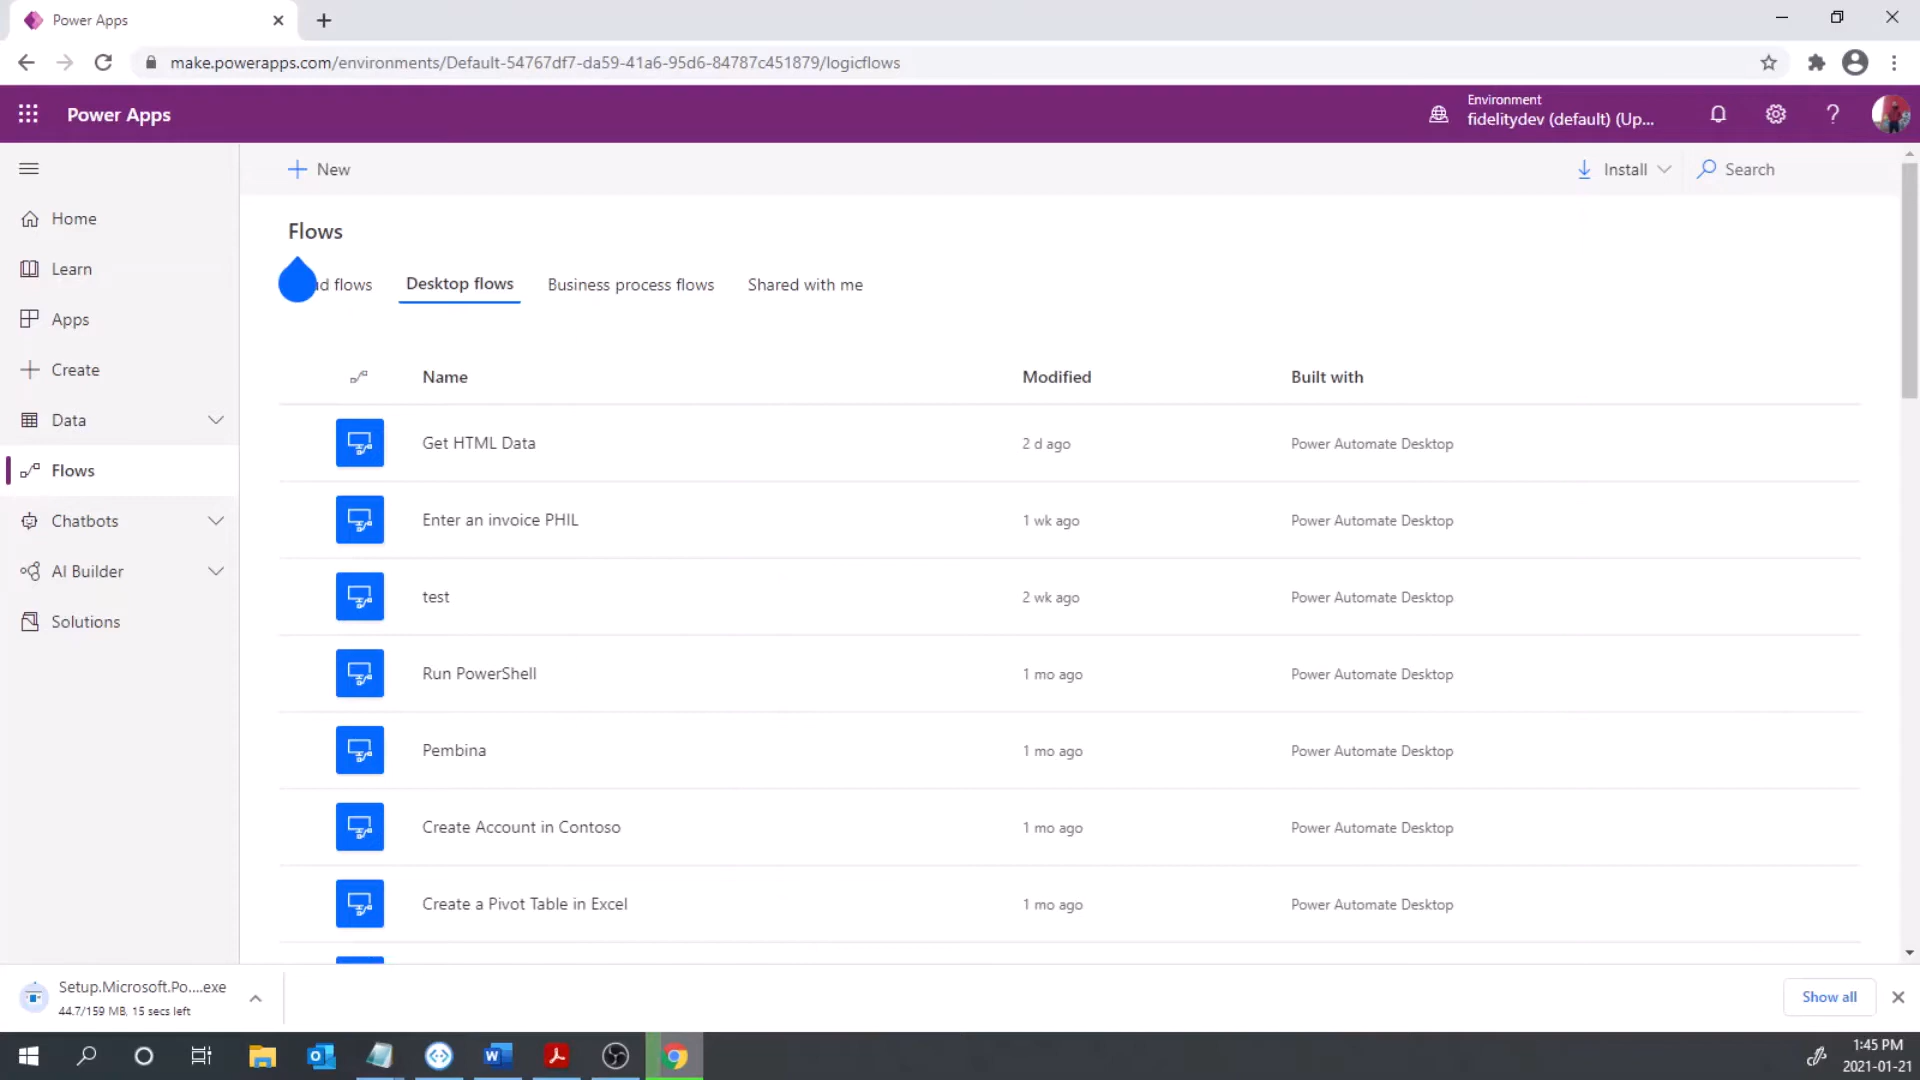 Power Apps
make.powerapps.com/environments/Default-54767df7-da59-41a6-95d6-84787c451879/logicflows
Power Apps
Environment
fidelitydev (default) (Up...
?
New
Install
Search
Home
Learn
Apps
Create
Data
Flows
Chatbots
AI Builder
Solutions
Flows
d flows
Desktop flows
Business process flows
Shared with me
Name
Modified
Built with
Get HTML Data
2 d ago
Power Automate Desktop
Enter an invoice PHIL
1 wk ago
Power Automate Desktop
test
2 wk ago
Power Automate Desktop
Run PowerShell
1 mo ago
Power Automate Desktop
Pembina
1 mo ago
Power Automate Desktop
Create Account in Contoso
1 mo ago
Power Automate Desktop
Create a Pivot Table in Excel
1 mo ago
Power Automate Desktop
Setup.Microsoft.Po....exe
44.7/159 MB, 15 secs left
Show all
1:45 PM
2021-01-21